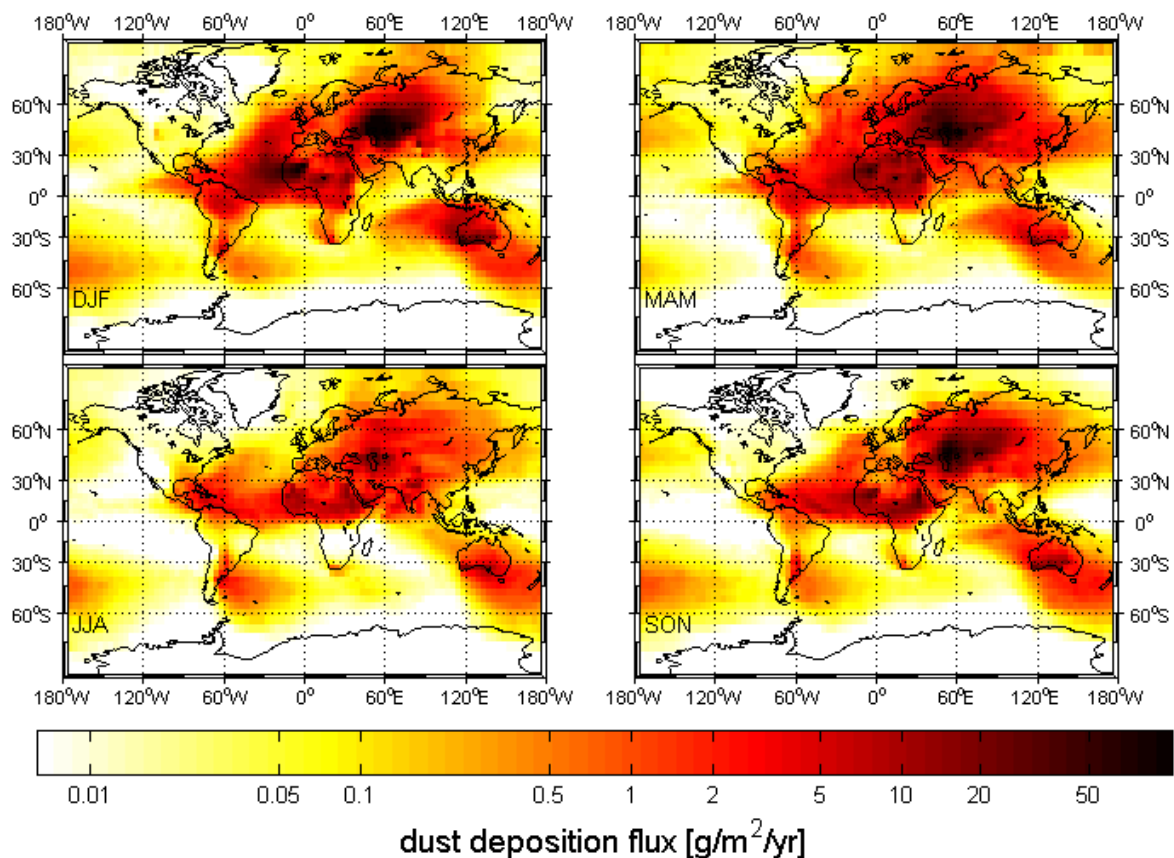 180°W 120°W 60°W 0° 60°E 120°E 180°W 180°W 120°W 60°W 0° 60°E 120°E 180°W
60°N 60°N
30°N 30°N
0° 0°
30°S 30°S
60°S DJF MAM 60°S
60°N 60°N
30°N 30°N
0° 0°
30°S 30°S
60°S JJA SON 60°S
180°W 120°W 60°W 0° 60°E 120°E 180°W 180°W 120°W 60°W 0° 60°E 120°E 180°W
0.01 0.05 0.1 0.5 1 2 5 10 20 50
dust deposition flux [g/m²/yr]